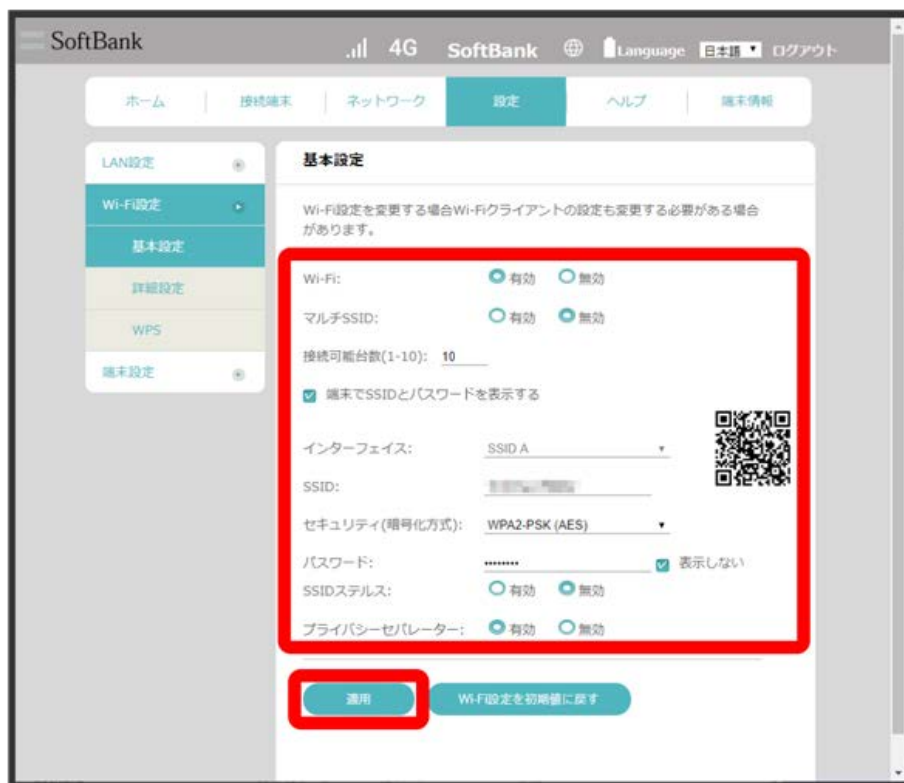 SoftBank
4G SoftBank Language 日本語 ログアウト
ホーム 接続端末 ネットワーク 設定 ヘルプ 端末情報
LAN設定
Wi-Fi設定
基本設定
詳細設定
WPS
端末設定
基本設定
Wi-Fi設定を変更する場合Wi-Fiクライアントの設定も変更する必要がある場合
があります。
Wi-Fi: 有効 無効
マルチSSID: 有効 無効
接続可能台数(1-10): 10
端末でSSIDとパスワードを表示する
インターフェイス: SSID A
SSID:
セキュリティ(暗号化方式): WPA2-PSK (AES)
パスワード: •••••••• 表示しない
SSIDステルス: 有効 無効
プライバシーセパレーター: 有効 無効
適用 Wi-Fi設定を初期値に戻す